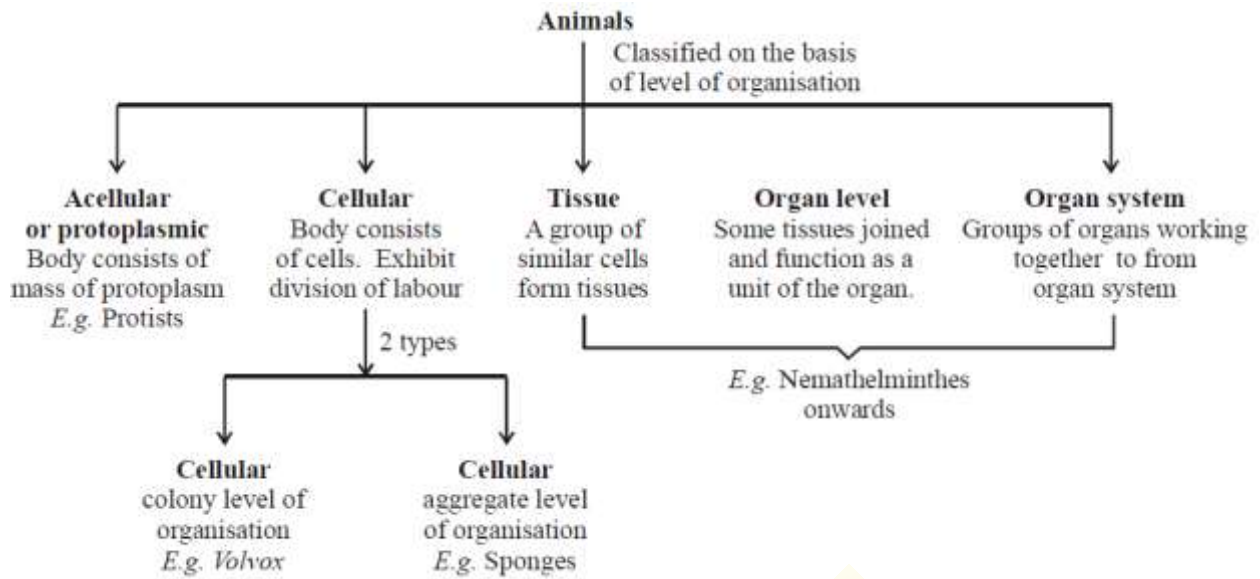 Animals
Classified on the basis
of level of organisation
Acellular
or protoplasmic
Body consists of
mass of protoplasm
E.g. Protists
Cellular
Body consists
of cells. Exhibit
division of labour
Tissue
A group of
similar cells
form tissues
Organ level
Some tissues joined
and function as a
unit of the organ.
Organ system
Groups of organs working
together to from
organ system
2 types
E.g. Nemathelminthes
onwards
Cellular
colony level of
organisation
E.g. Volvox
Cellular
aggregate level
of organisation
E.g. Sponges